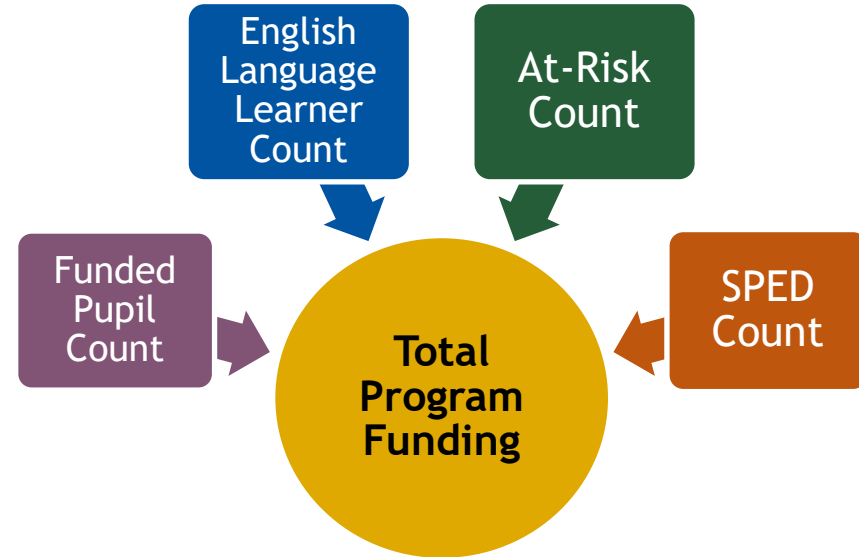 English
Language
Learner
Count
At-Risk
Count
Funded
Pupil
Count
SPED
Count
Total
Program
Funding